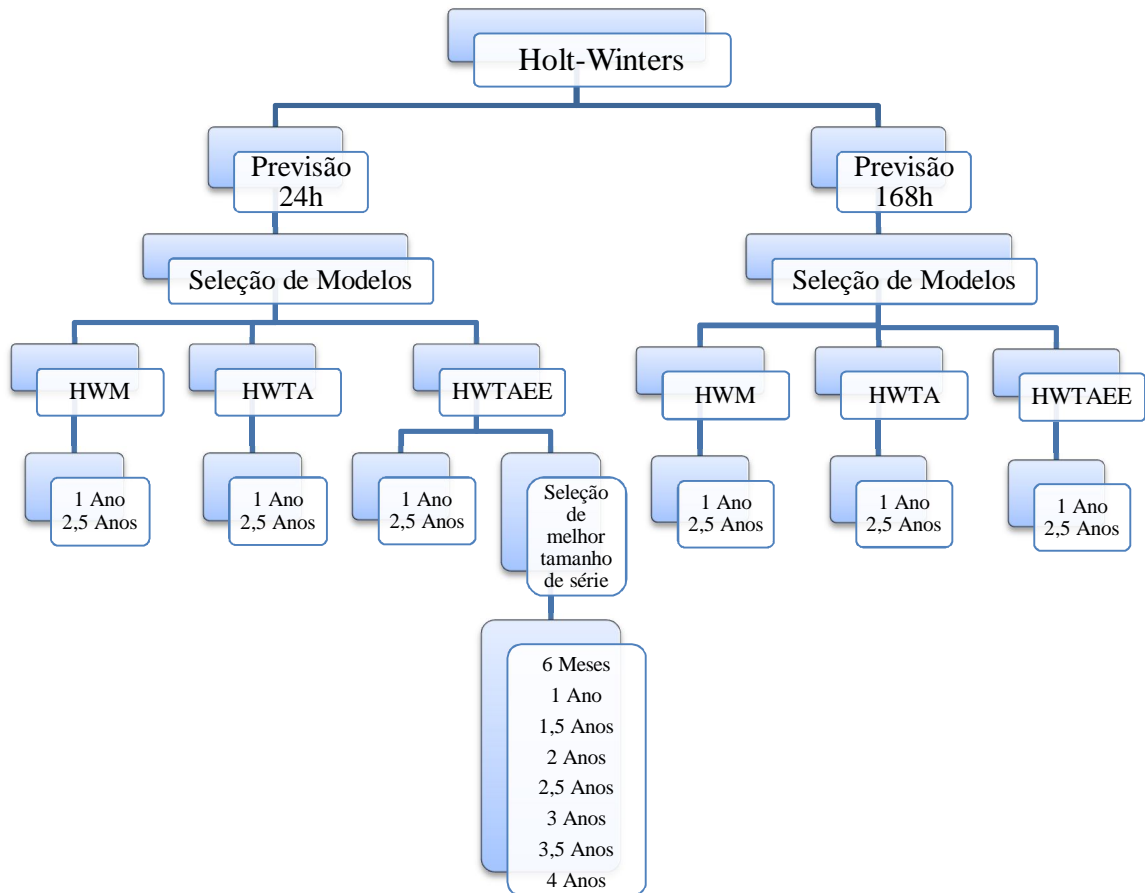 Holt-Winters
Previsão
24h
Seleção de Modelos
HWM
1 Ano
2,5 Anos
HWTA
1 Ano
2,5 Anos
HWTAEE
1 Ano
2,5 Anos
Seleção
de
melhor
tamanho
de série
6 Meses
1 Ano
1,5 Anos
2 Anos
2,5 Anos
3 Anos
3,5 Anos
4 Anos
Previsão
168h
Seleção de Modelos
HWM
1 Ano
2,5 Anos
HWTA
1 Ano
2,5 Anos
HWTAEE
1 Ano
2,5 Anos